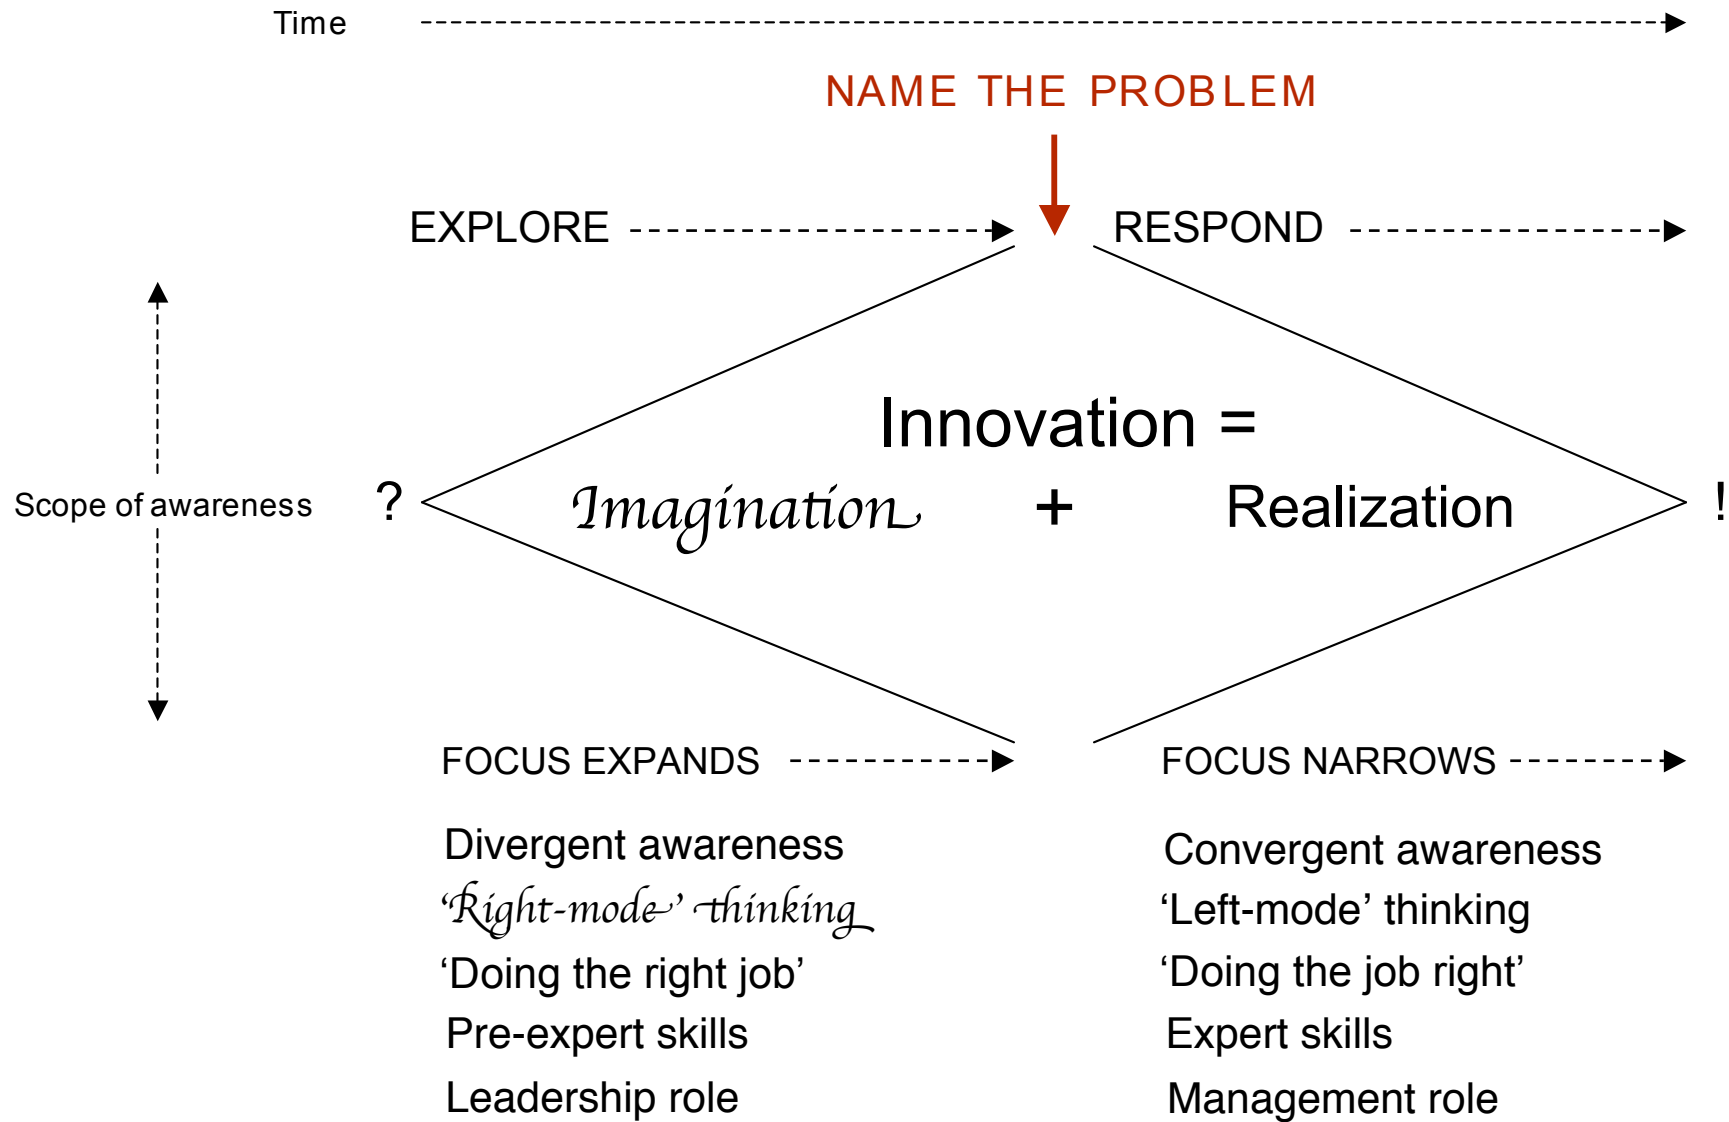 Time
NAME THE PROBLEM
EXPLORE
RESPOND
Innovation =
Scope of awareness
?
Imagination
+
Realization
!
FOCUS EXPANDS
FOCUS NARROWS
Divergent awareness
‘Right-mode’ thinking
‘Doing the right job’
Pre-expert skills
Leadership role
Convergent awareness
‘Left-mode’ thinking
‘Doing the job right’
Expert skills
Management role